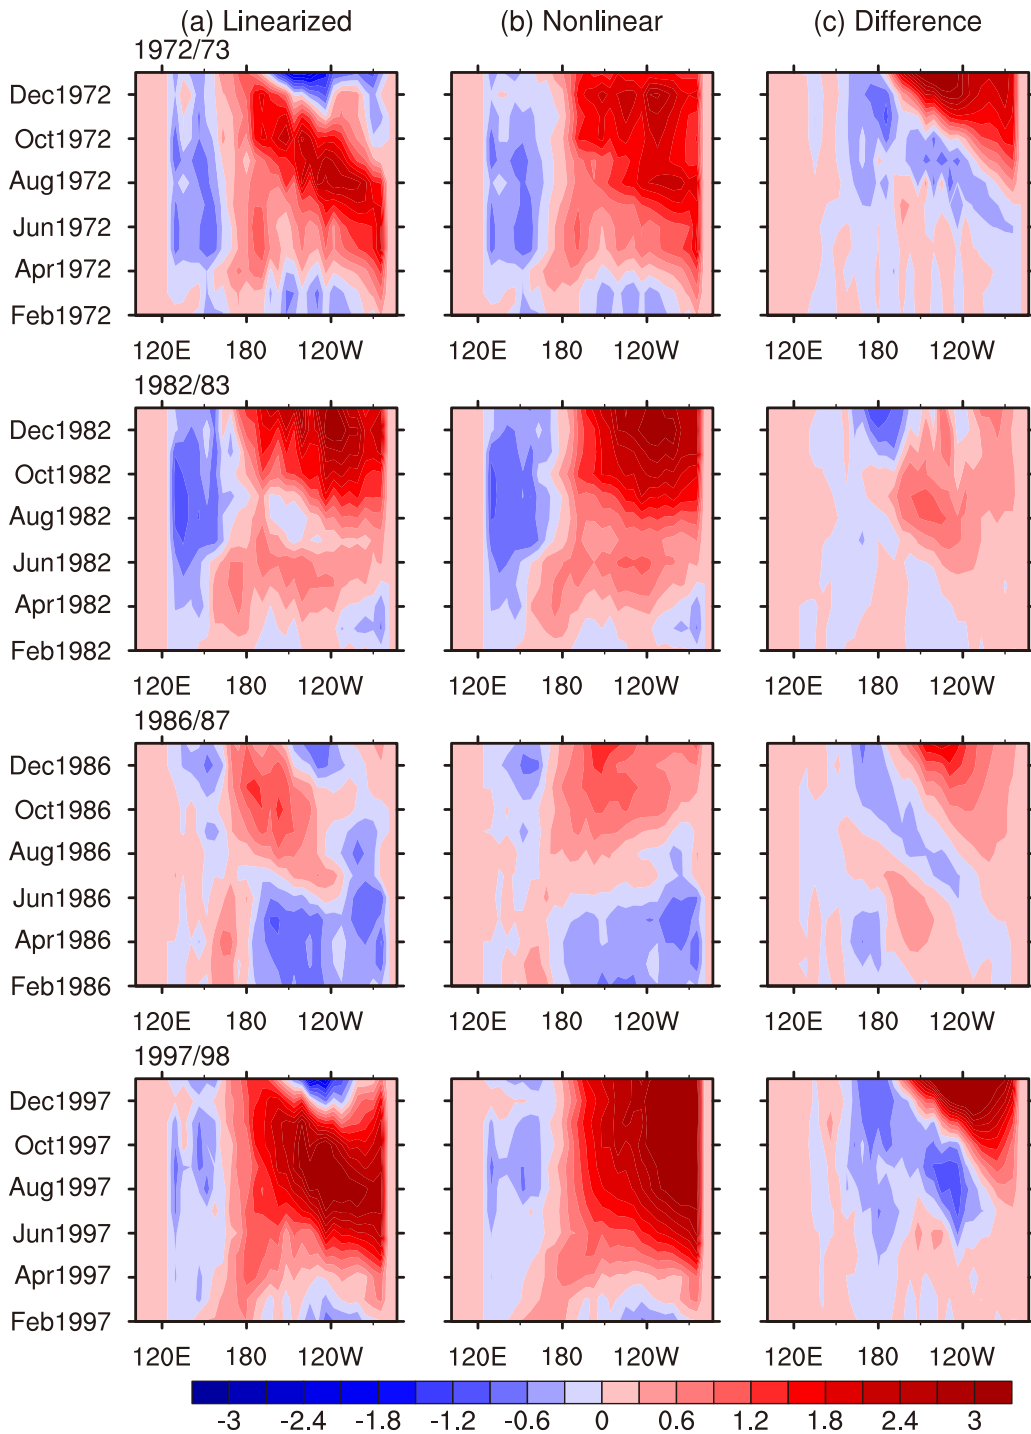 (a) Linearized (b) Nonlinear (c) Difference
1972/73
Dec1972
Oct1972
Aug1972
Jun1972
Apr1972
Feb1972
120E 180 120W 120E 180 120W 120E 180 120W
1982/83
Dec1982
Oct1982
Aug1982
Jun1982
Apr1982
Feb1982
120E 180 120W 120E 180 120W 120E 180 120W
1986/87
Dec1986
Oct1986
Aug1986
Jun1986
Apr1986
Feb1986
120E 180 120W 120E 180 120W 120E 180 120W
1997/98
Dec1997
Oct1997
Aug1997
Jun1997
Apr1997
Feb1997
120E 180 120W 120E 180 120W 120E 180 120W
-3 -2.4 -1.8 -1.2 -0.6 0 0.6 1.2 1.8 2.4 3